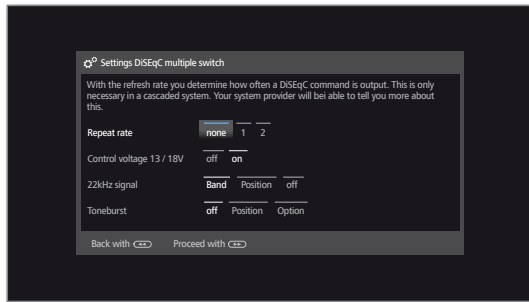 Settings DiSEqC multiple switch
With the refresh rate you determine how often a DiSEqC command is output. This is only
necessary in a cascaded system. Your system provider will bei able to tell you more about
this.
Repeat rate none 1 2
Control voltage 13 / 18V off on
22kHz signal Band Position off
Toneburst off Position Option
Back with Proceed with